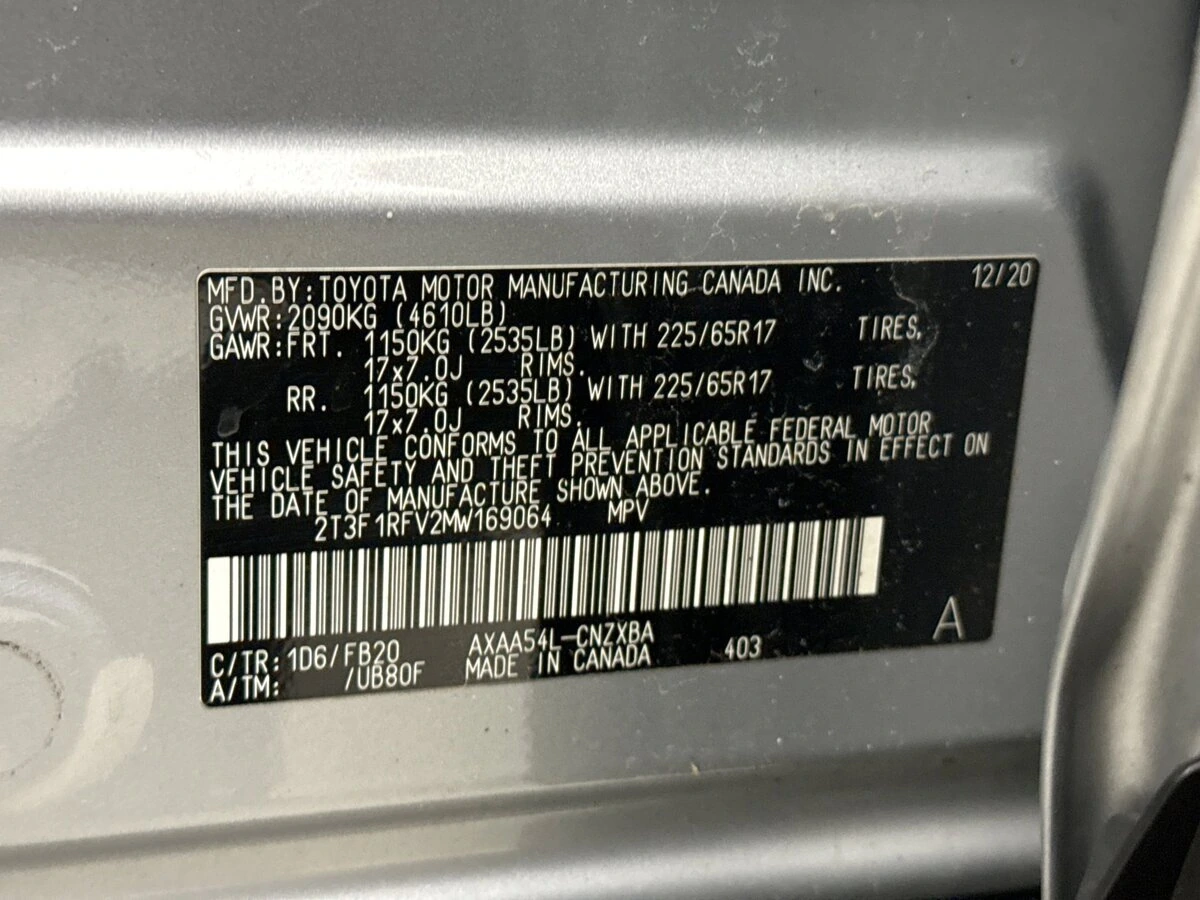 MFD.BY:TOYOTA MOTOR MANUFACTURING CANADA INC. 12/20
GVWR:2090KG (4610LB)
GAWR:FRT. 1150KG (2535LB) WITH 225/65R17 TIRES,
17x7.0J RIMS.
RR. 1150KG (2535LB) WITH 225/65R17 TIRES,
17x7.0J RIMS.
THIS VEHICLE CONFORMS TO ALL APPLICABLE FEDERAL MOTOR
VEHICLE SAFETY AND THEFT PREVENTION STANDARDS IN EFFECT ON
THE DATE OF MANUFACTURE SHOWN ABOVE.
2T3F1RFV2MW169064 MPV
A
C/TR:1D6/FB20 AXAA54L-CNZXBA 403
A/TM: /UB80F MADE IN CANADA